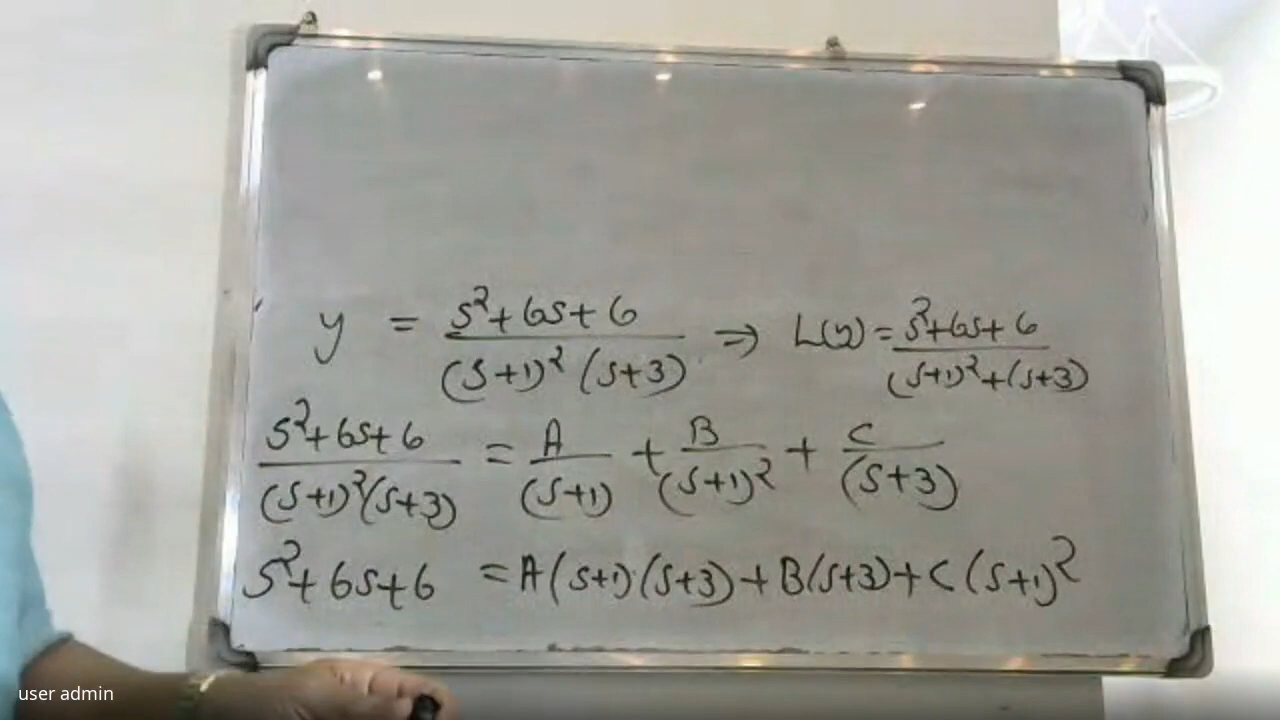 y = s²+6s+6/(s+1)² (s+3) ⇒ L(y) = s²+6s+6/(s+1)²+(s+3)
s²+6s+6/(s+1)²(s+3) = A/(s+1) + B/(s+1)² + C/(s+3)
s²+6s+6 = A(s+1)(s+3)+B(s+3)+C(s+1)²
user admin